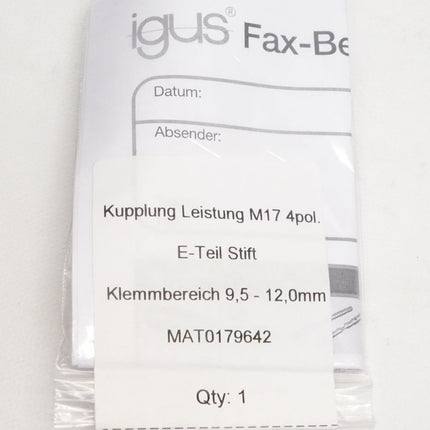 igus® Fax-Be
Datum:
Absender:
Kupplung Leistung M17 4pol.
E-Teil Stift
Klemmbereich 9,5 - 12,0mm
MAT0179642
Qty: 1